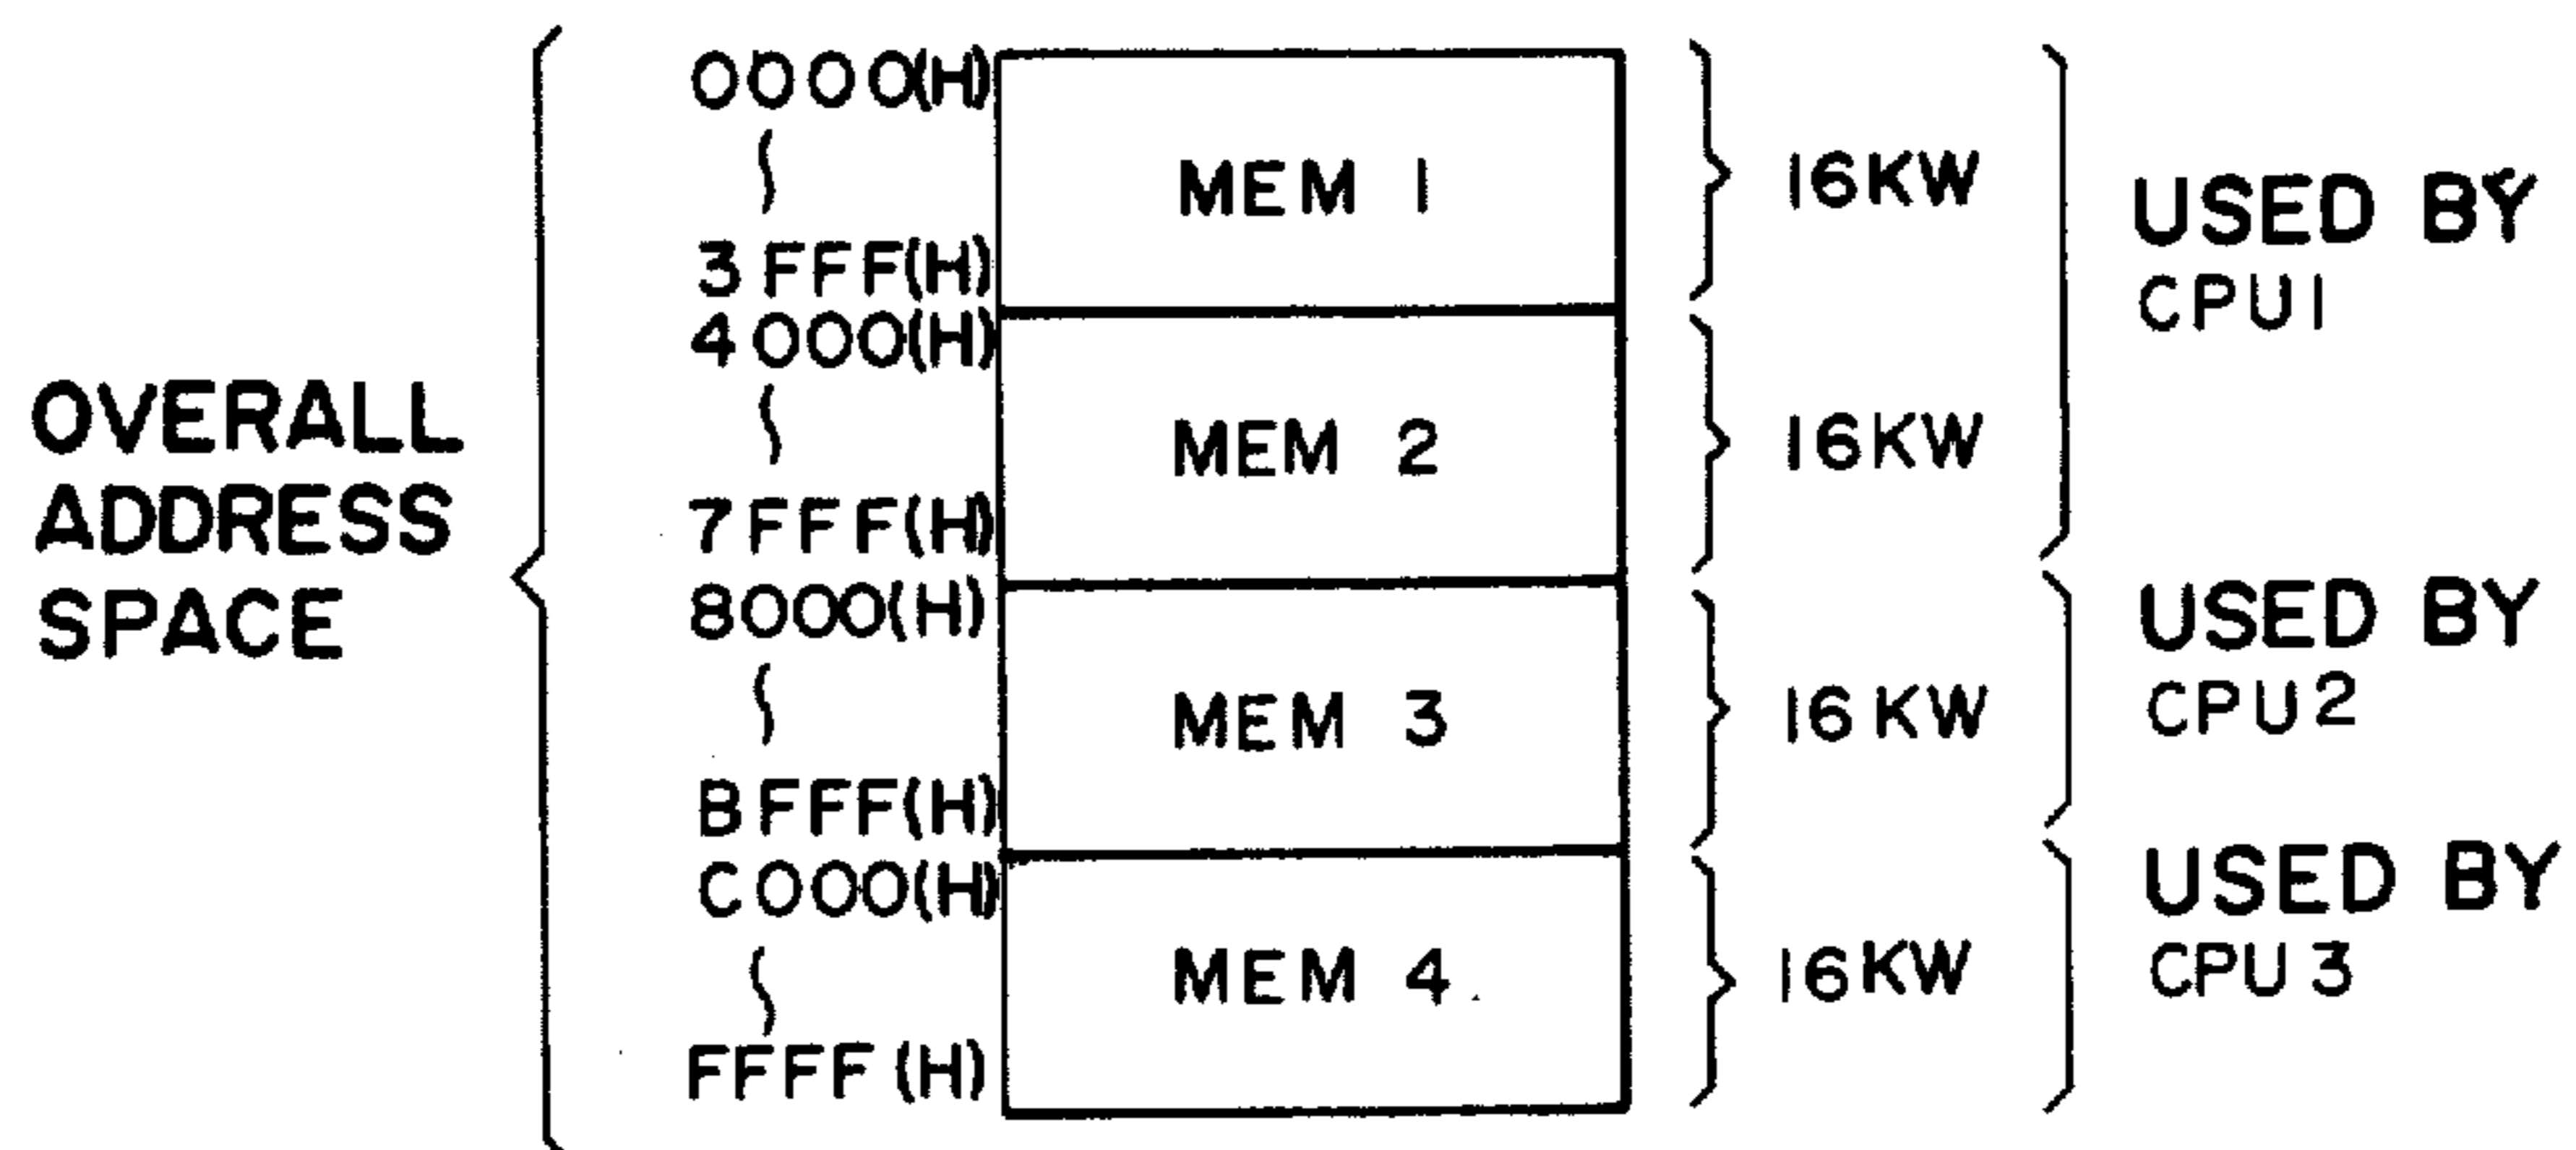 OVERALL
ADDRESS
SPACE
0000(H)
3FFF(H)
4000(H)
7FFF(H)
8000(H)
BFFF(H)
C000(H)
FFFF(H)
MEM 1
MEM 2
MEM 3
MEM 4
16KW
16KW
16KW
16KW
USED BY
CPU1
USED BY
CPU2
USED BY
CPU3